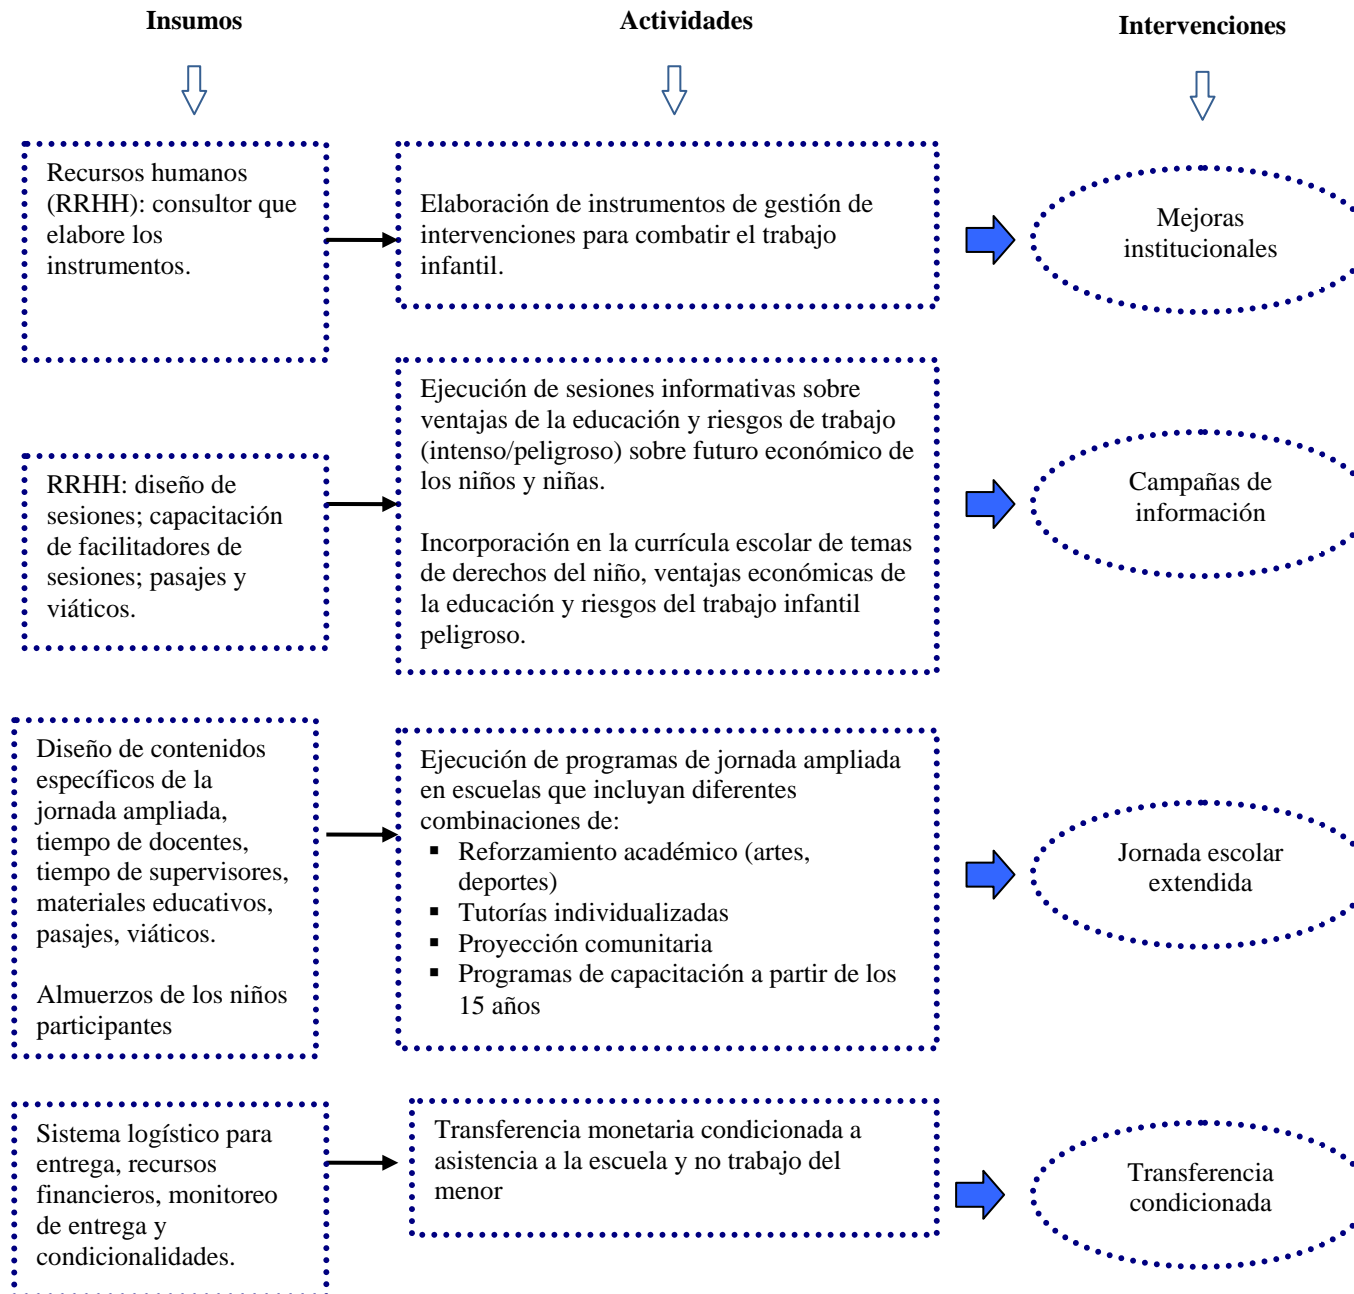 Insumos
Actividades
Intervenciones
Recursos humanos
(RRHH): consultor que
elabore los
instrumentos.
Elaboración de instrumentos de gestión de
intervenciones para combatir el trabajo
infantil.
Mejoras
institucionales
RRHH: diseño de
sesiones; capacitación
de facilitadores de
sesiones; pasajes y
viáticos.
Ejecución de sesiones informativas sobre
ventajas de la educación y riesgos de trabajo
(intenso/peligroso) sobre futuro económico de
los niños y niñas.
Incorporación en la currícula escolar de temas
de derechos del niño, ventajas económicas de
la educación y riesgos del trabajo infantil
peligroso.
Campañas de
información
Diseño de contenidos
específicos de la
jornada ampliada,
tiempo de docentes,
tiempo de supervisores,
materiales educativos,
pasajes, viáticos.
Almuerzos de los niños
participantes
Ejecución de programas de jornada ampliada
en escuelas que incluyan diferentes
combinaciones de:
▪ Reforzamiento académico (artes,
deportes)
▪ Tutorías individualizadas
▪ Proyección comunitaria
▪ Programas de capacitación a partir de los
15 años
Jornada escolar
extendida
Sistema logístico para
entrega, recursos
financieros, monitoreo
de entrega y
condicionalidades.
Transferencia monetaria condicionada a
asistencia a la escuela y no trabajo del
menor
Transferencia
condicionada